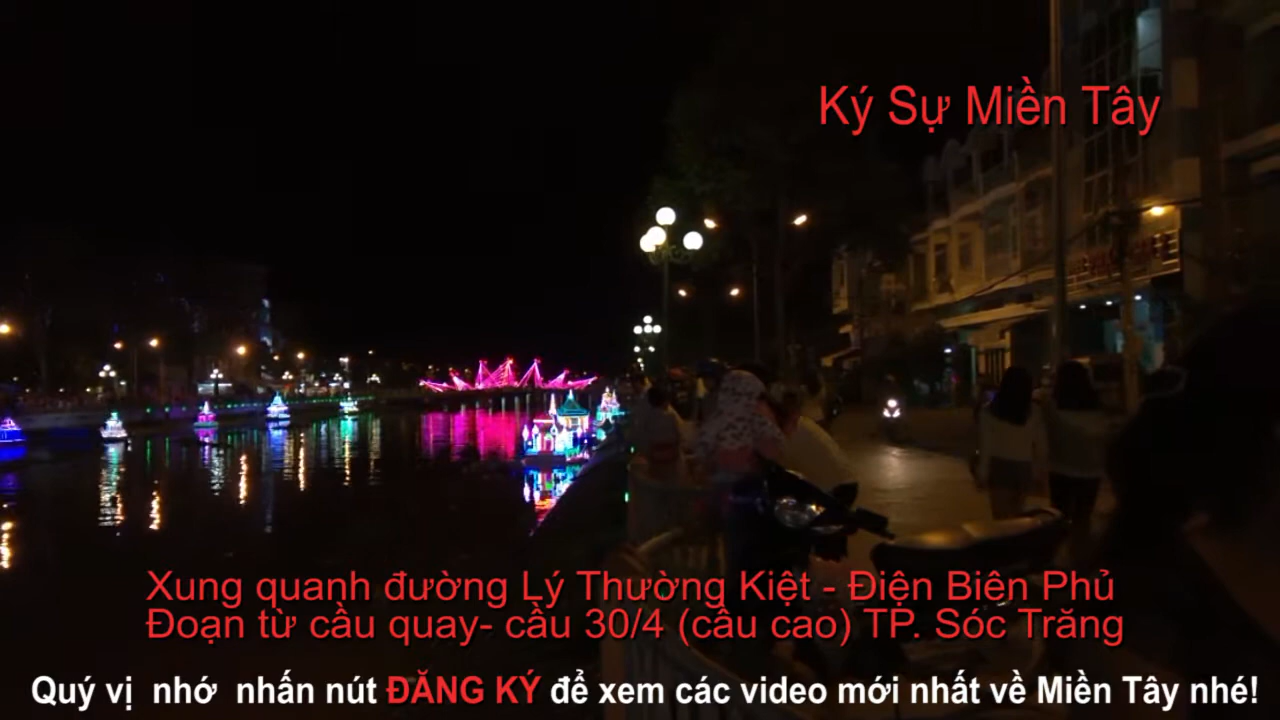 Ký Sự Miền Tây
Xung quanh đường Lý Thường Kiệt - Điện Biên Phủ
Đoạn từ cầu quay- cầu 30/4 (cầu cao) TP. Sóc Trăng
Quý vị nhớ nhấn nút ĐĂNG KÝ để xem các video mới nhất về Miền Tây nhé!